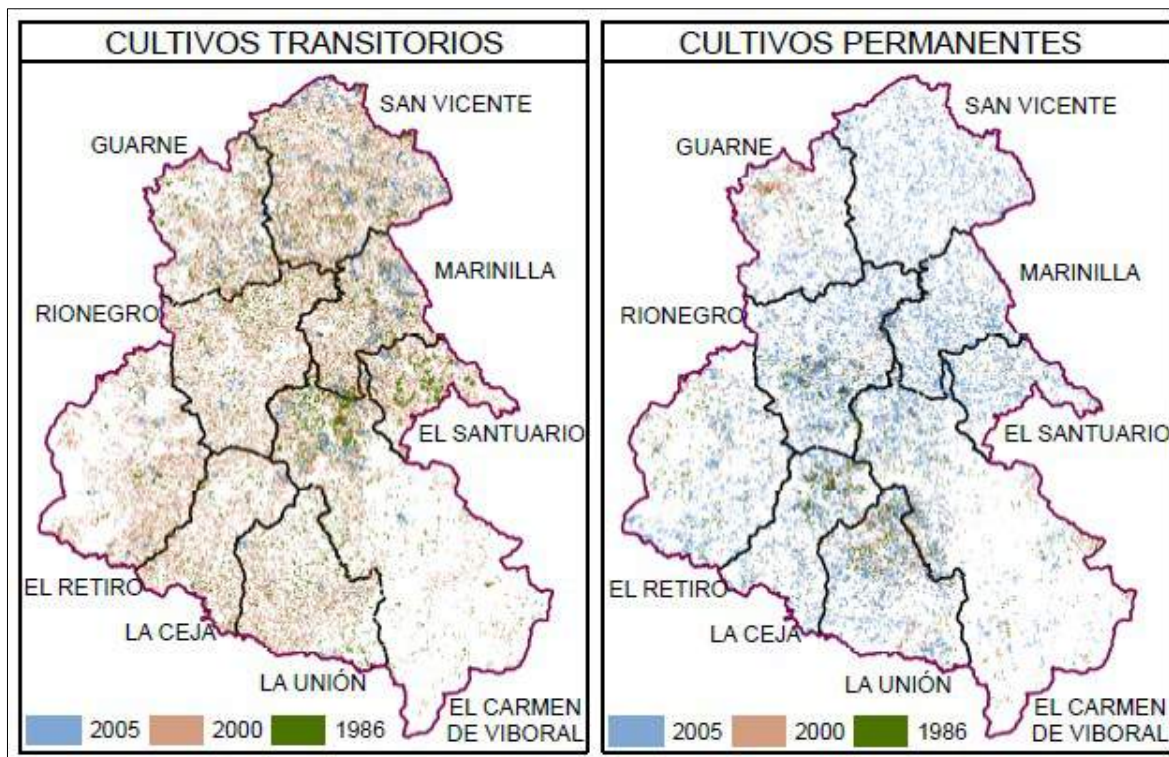 CULTIVOS TRANSITORIOS
SAN VICENTE
GUARNE
MARINILLA
RIONEGRO
EL SANTUARIO
EL RETIRO
LA CEJA
LA UNIÓN
EL CARMEN
DE VIBORAL
2005 2000 1986
CULTIVOS PERMANENTES
SAN VICENTE
GUARNE
MARINILLA
RIONEGRO
EL SANTUARIO
EL RETIRO
LA CEJA
LA UNIÓN
EL CARMEN
DE VIBORAL
2005 2000 1986